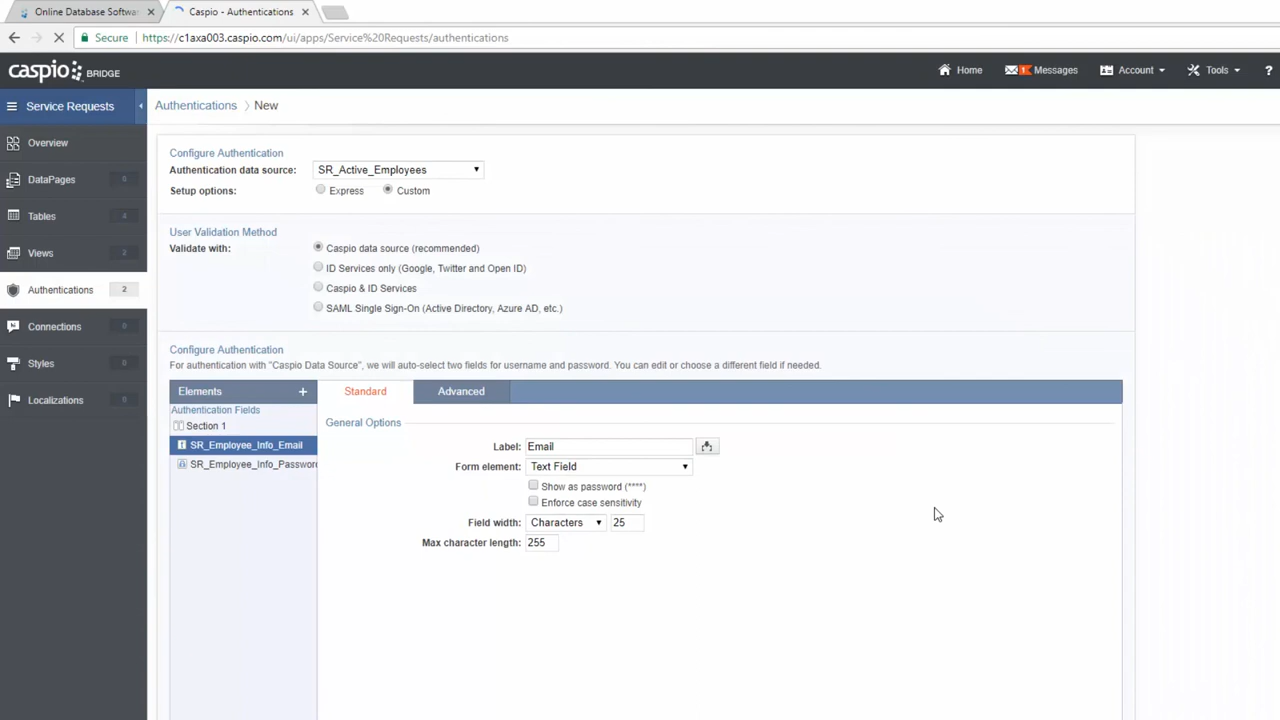 Online Database Softwa
Caspio - Authentications
Secure https://c1axa003.caspio.com/ui/apps/Service%20Requests/authentications
caspio BRIDGE
Home
1 Messages
Account
Tools
?
Service Requests
Authentications > New
Overview
DataPages
Tables 4
Views 2
Authentications 2
Connections 0
Styles 0
Localizations
Configure Authentication
Authentication data source: SR_Active_Employees
Setup options: Express Custom
User Validation Method
Validate with: Caspio data source (recommended)
ID Services only (Google, Twitter and Open ID)
Caspio & ID Services
SAML Single Sign-On (Active Directory, Azure AD, etc.)
Configure Authentication
For authentication with "Caspio Data Source", we will auto-select two fields for username and password. You can edit or choose a different field if needed.
Elements +
Standard
Advanced
Authentication Fields
Section 1
SR_Employee_Info_Email
SR_Employee_Info_Password
General Options
Label: Email
Form element: Text Field
Show as password (****)
Enforce case sensitivity
Field width: Characters 25
Max character length: 255